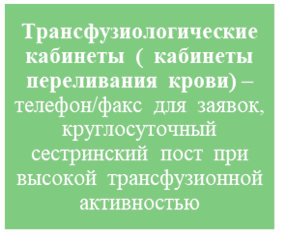 Трансфузиологические
кабинеты ( кабинеты
переливания крови) –
телефон/факс для заявок,
круглосуточный
сестринский пост при
высокой трансфузионной
активностью